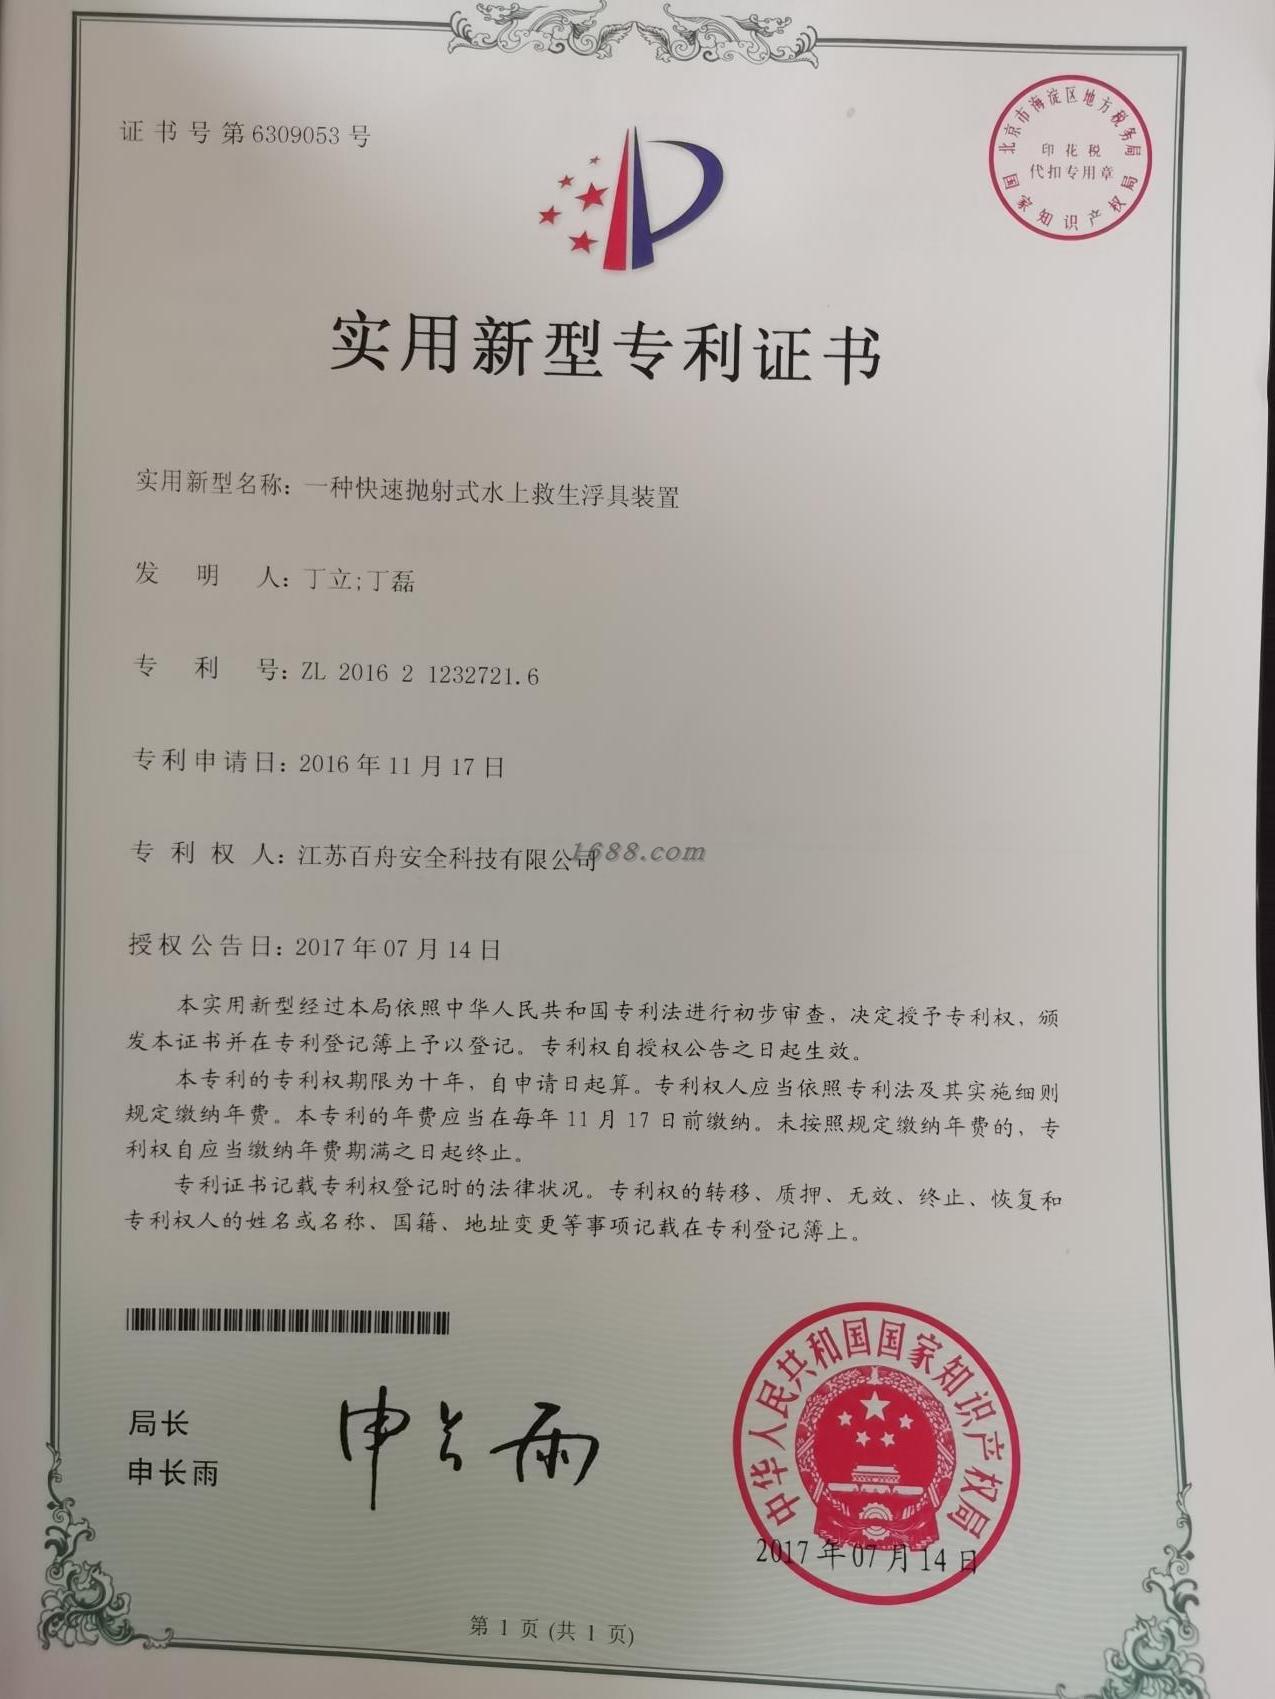 证书号第6309053号
北京市海淀区地方税务局
印花税
代扣专用章
国家知识产权局
实用新型专利证书
实用新型名称：一种快速抛射式水上救生浮具装置
发明人：丁立;丁磊
专利号：ZL 2016 2 1232721.6
专利申请日：2016年11月17日
专利权人：江苏百舟安全科技有限公司
1688.com
授权公告日：2017年07月14日
本实用新型经过本局依照中华人民共和国专利法进行初步审查，决定授予专利权，颁
发本证书并在专利登记簿上予以登记。专利权自授权公告之日起生效。
本专利的专利权期限为十年，自申请日起算。专利权人应当依照专利法及其实施细则
规定缴纳年费。本专利的年费应当在每年11月17日前缴纳。未按照规定缴纳年费的，专
利权自应当缴纳年费期满之日起终止。
专利证书记载专利权登记时的法律状况。专利权的转移、质押、无效、终止、恢复和
专利权人的姓名或名称、国籍、地址变更等事项记载在专利登记簿上。
局长
申长雨
申长雨
中华人民共和国国家知识产权局
2017年07月14日
第1页(共1页)